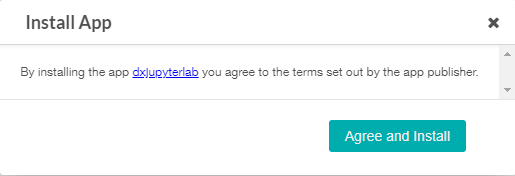 Install App
By installing the app dxjupyterlab you agree to the terms set out by the app publisher.
Agree and Install